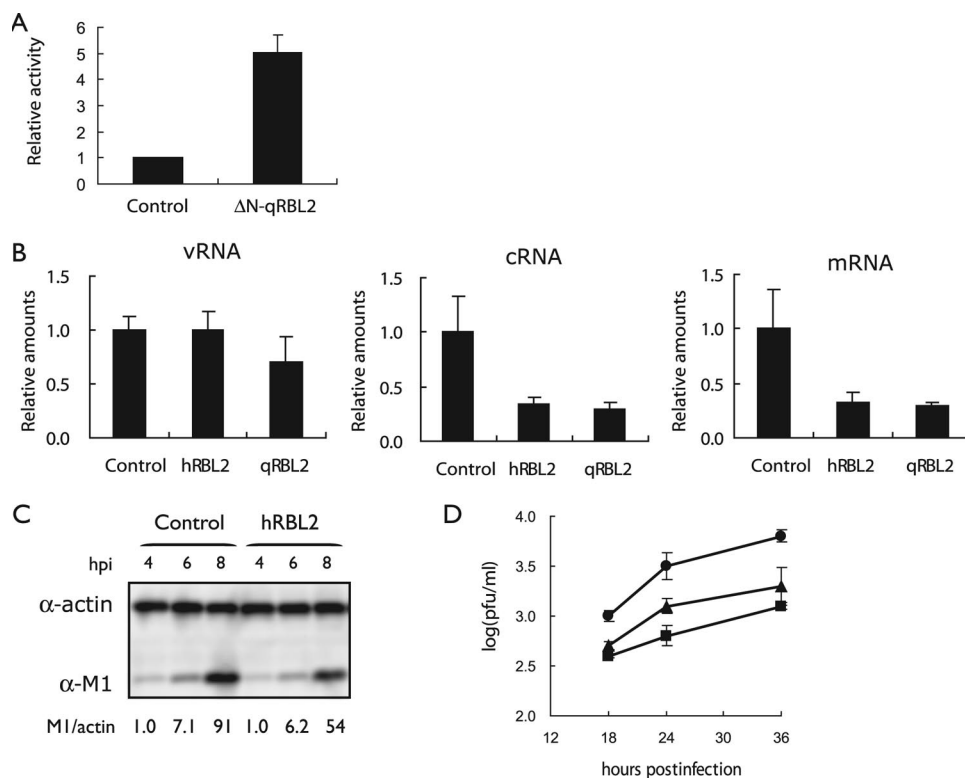 A
Relative activity
6
5
4
3
2
1
0
Control ΔN-qRBL2
B
vRNA
Relative amounts
1.5
1.0
0.5
0.0
Control hRBL2 qRBL2
cRNA
Relative amounts
1.5
1.0
0.5
0.0
Control hRBL2 qRBL2
mRNA
Relative amounts
1.5
1.0
0.5
0.0
Control hRBL2 qRBL2
C
Control hRBL2
hpi 4 6 8 4 6 8
α-actin
α-M1
M1/actin 1.0 7.1 91 1.0 6.2 54
D
log(pfu/ml)
4.0
3.5
3.0
2.5
2.0
12 18 24 30 36
hours postinfection